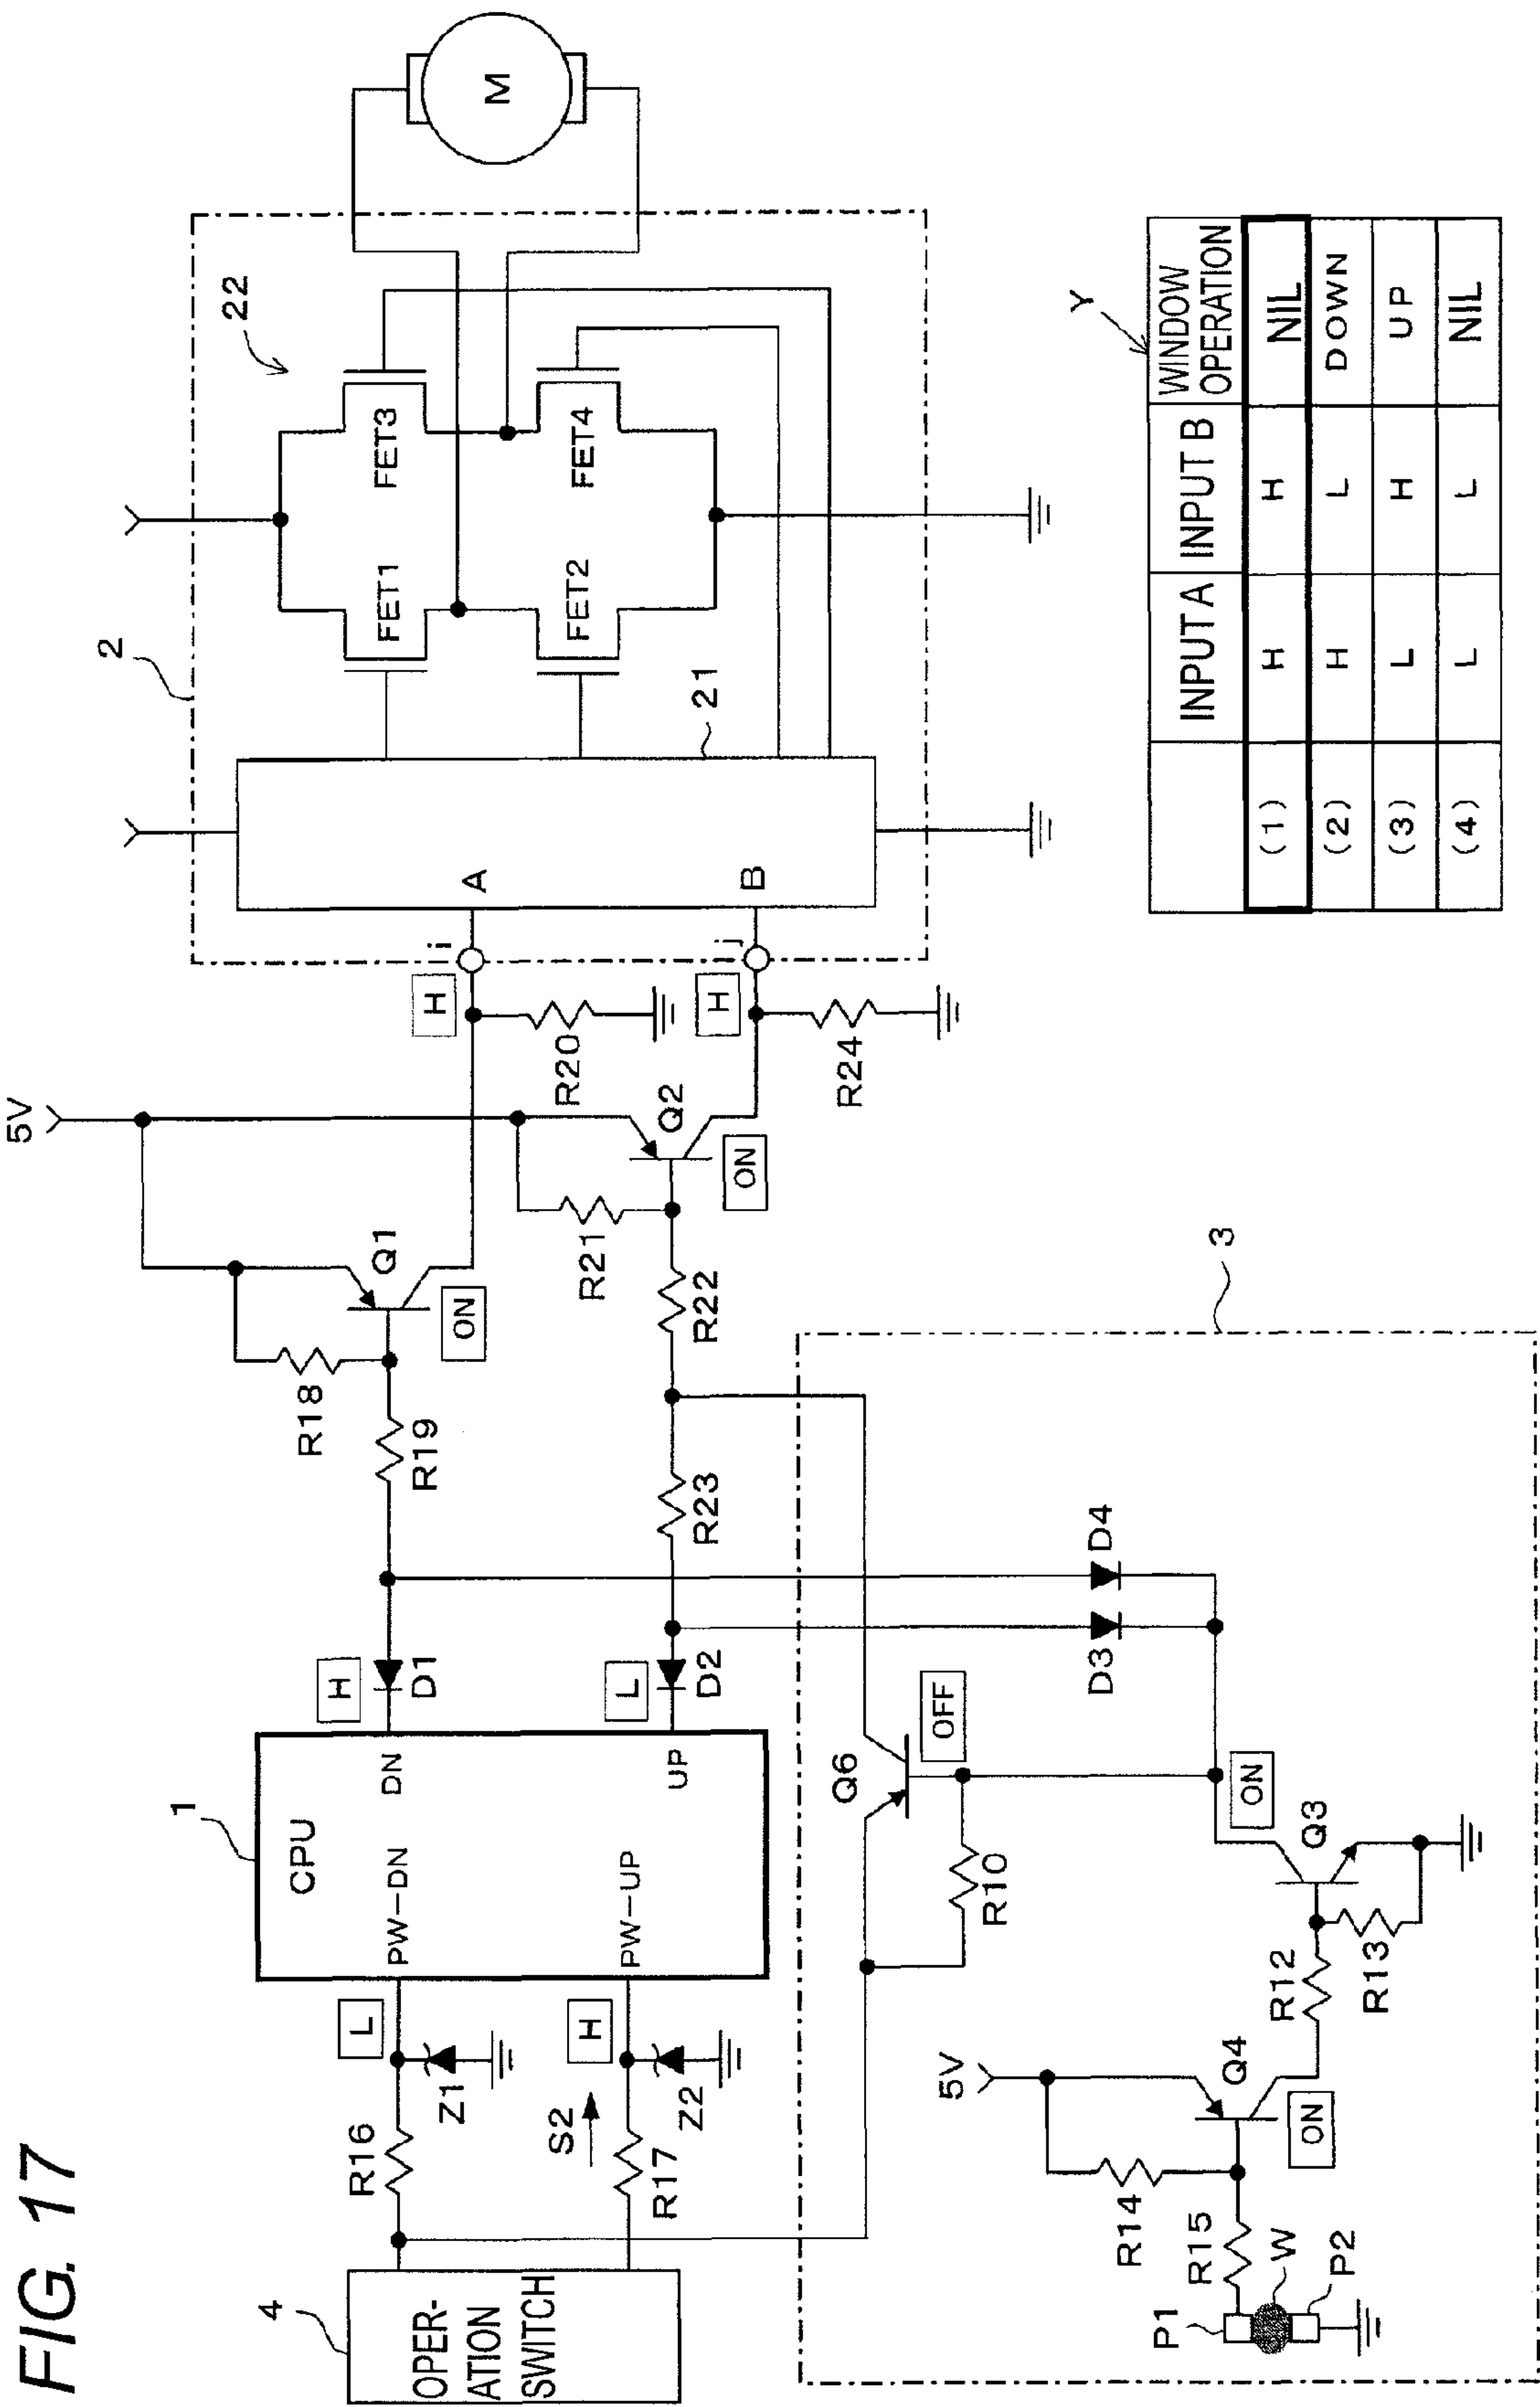 FIG. 17
4
OPER-
ATION
SWITCH
R16
S2
R17
Z1
Z2
L
H
1
CPU
PW-DN
PW-UP
DN
UP
H
L
D1
D2
R18
R19
R23
R22
R21
Q1
ON
Q2
ON
5V
R20
R24
H
H
i
j
2
A
B
21
22
FET1
FET2
FET3
FET4
M
3
Q6
OFF
R10
D3
D4
ON
Q3
R12
R13
5V
Q4
ON
R14
R15
W
P1
P2
Y
INPUT A INPUT B WINDOW OPERATION
(1) H H NIL
(2) H L DOWN
(3) L H UP
(4) L L NIL